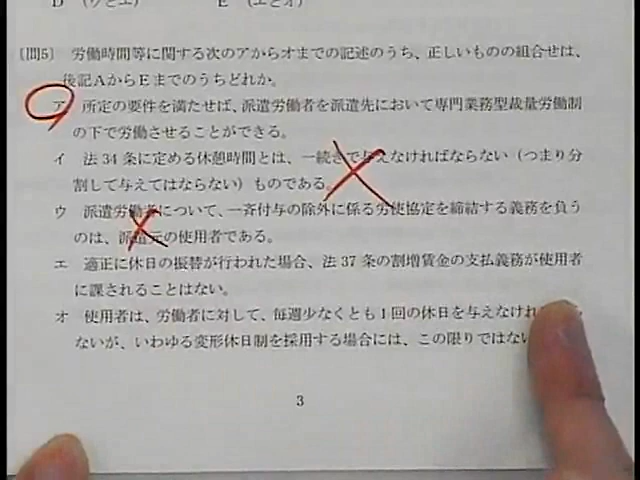 D （ウとエ） E （エとオ）
〔問5〕 労働時間等に関する次のアからオまでの記述のうち、正しいものの組合せは、
後記AからEまでのうちどれか。
ア 所定の要件を満たせば、派遣労働者を派遣先において専門業務型裁量労働制
の下で労働させることができる。
イ 法34条に定める休憩時間とは、一続きで与えなければならない（つまり分
割して与えてはならない）ものである。
ウ 派遣労働者について、一斉付与の除外に係る労使協定を締結する義務を負う
のは、派遣元の使用者である。
エ 適正に休日の振替が行われた場合、法37条の割増賃金の支払義務が使用者
に課されることはない。
オ 使用者は、労働者に対して、毎週少なくとも1回の休日を与えなけれ
ないが、いわゆる変形休日制を採用する場合には、この限りではない
3